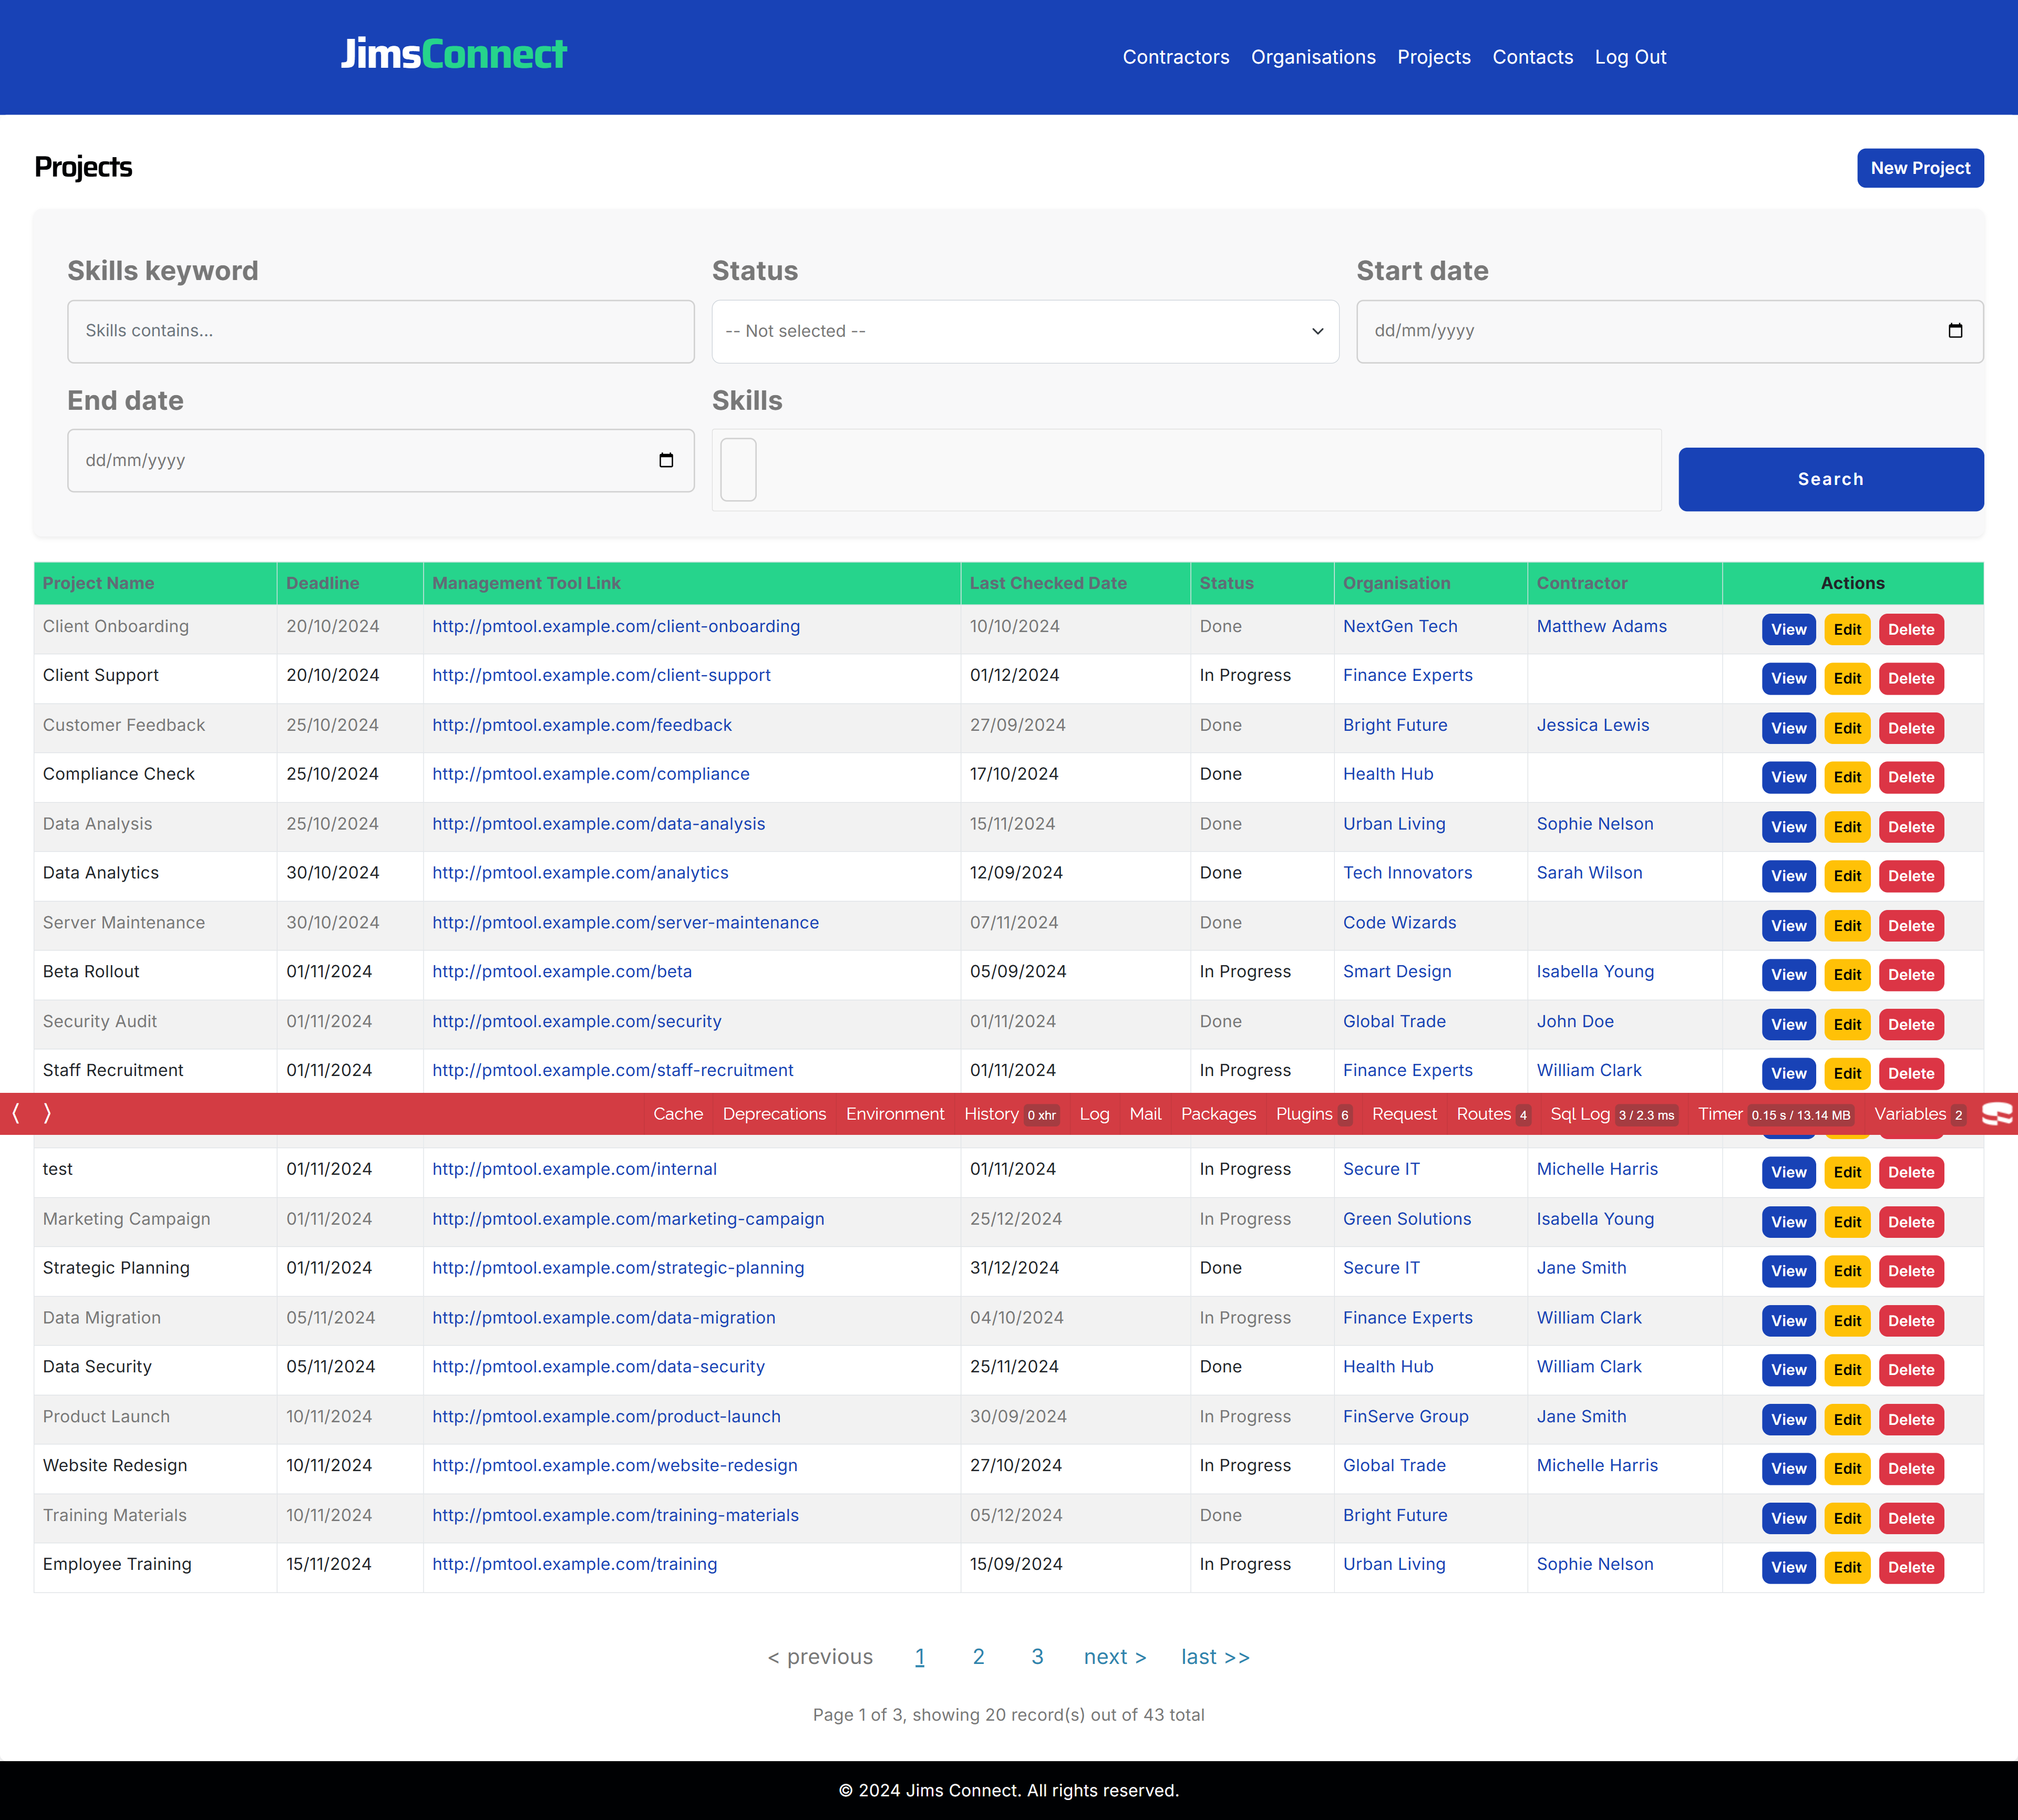 JimsConnect
Contractors Organisations Projects Contacts Log Out
Projects
New Project
Skills keyword Status Start date
Skills contains... -- Not selected -- dd/mm/yyyy
End date Skills
dd/mm/yyyy
Search
Project Name Deadline Management Tool Link Last Checked Date Status Organisation Contractor Actions
Client Onboarding 20/10/2024 http://pmtool.example.com/client-onboarding 10/10/2024 Done NextGen Tech Matthew Adams View Edit Delete
Client Support 20/10/2024 http://pmtool.example.com/client-support 01/12/2024 In Progress Finance Experts View Edit Delete
Customer Feedback 25/10/2024 http://pmtool.example.com/feedback 27/09/2024 Done Bright Future Jessica Lewis View Edit Delete
Compliance Check 25/10/2024 http://pmtool.example.com/compliance 17/10/2024 Done Health Hub View Edit Delete
Data Analysis 25/10/2024 http://pmtool.example.com/data-analysis 15/11/2024 Done Urban Living Sophie Nelson View Edit Delete
Data Analytics 30/10/2024 http://pmtool.example.com/analytics 12/09/2024 Done Tech Innovators Sarah Wilson View Edit Delete
Server Maintenance 30/10/2024 http://pmtool.example.com/server-maintenance 07/11/2024 Done Code Wizards View Edit Delete
Beta Rollout 01/11/2024 http://pmtool.example.com/beta 05/09/2024 In Progress Smart Design Isabella Young View Edit Delete
Security Audit 01/11/2024 http://pmtool.example.com/security 01/11/2024 Done Global Trade John Doe View Edit Delete
Staff Recruitment 01/11/2024 http://pmtool.example.com/staff-recruitment 01/11/2024 In Progress Finance Experts William Clark View Edit Delete
Cache Deprecations Environment History 0 xhr Log Mail Packages Plugins 6 Request Routes 4 Sql Log 3 / 2.3 ms Timer 0.15 s / 13.14 MB Variables 2
test 01/11/2024 http://pmtool.example.com/internal 01/11/2024 In Progress Secure IT Michelle Harris View Edit Delete
Marketing Campaign 01/11/2024 http://pmtool.example.com/marketing-campaign 25/12/2024 In Progress Green Solutions Isabella Young View Edit Delete
Strategic Planning 01/11/2024 http://pmtool.example.com/strategic-planning 31/12/2024 Done Secure IT Jane Smith View Edit Delete
Data Migration 05/11/2024 http://pmtool.example.com/data-migration 04/10/2024 In Progress Finance Experts William Clark View Edit Delete
Data Security 05/11/2024 http://pmtool.example.com/data-security 25/11/2024 Done Health Hub William Clark View Edit Delete
Product Launch 10/11/2024 http://pmtool.example.com/product-launch 30/09/2024 In Progress FinServe Group Jane Smith View Edit Delete
Website Redesign 10/11/2024 http://pmtool.example.com/website-redesign 27/10/2024 In Progress Global Trade Michelle Harris View Edit Delete
Training Materials 10/11/2024 http://pmtool.example.com/training-materials 05/12/2024 Done Bright Future View Edit Delete
Employee Training 15/11/2024 http://pmtool.example.com/training 15/09/2024 In Progress Urban Living Sophie Nelson View Edit Delete
< previous 1 2 3 next > last >>
Page 1 of 3, showing 20 record(s) out of 43 total
© 2024 Jims Connect. All rights reserved.